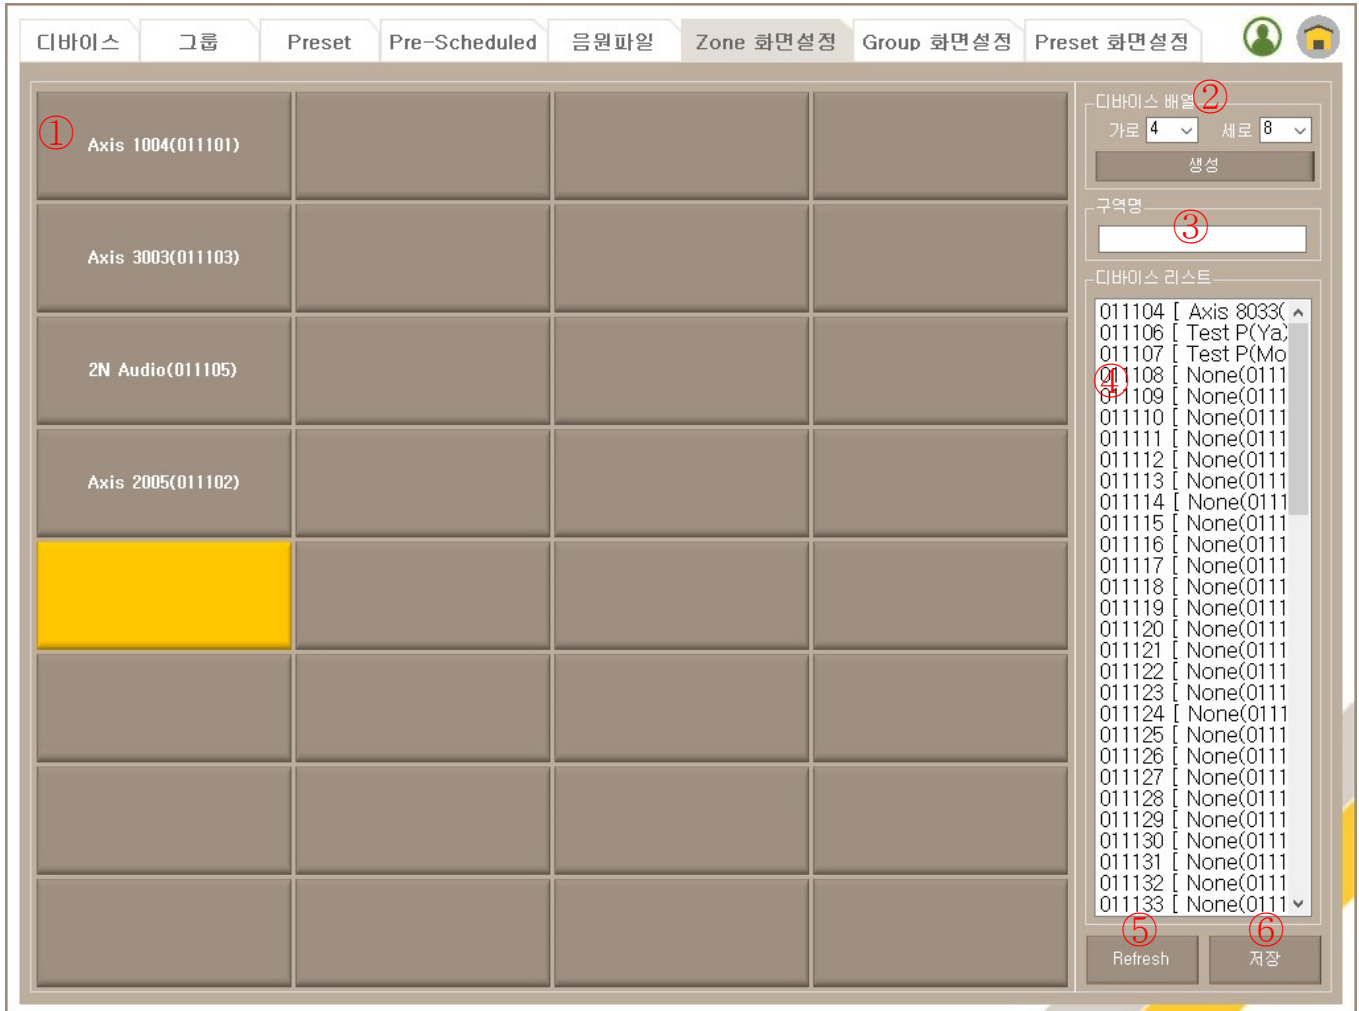 디바이스 그룹 Preset Pre-Scheduled 음원파일 Zone 화면설정 Group 화면설정 Preset 화면설정
① Axis 1004(011101)
Axis 3003(011103)
2N Audio(011105)
Axis 2005(011102)
디바이스 배열 ②
가로 4 세로 8
생성
구역명
③
디바이스 리스트
011104 [ Axis 8033(
011106 [ Test P(Ya)
011107 [ Test P(Mo
④
011108 [ None(0111
011109 [ None(0111
011110 [ None(0111
011111 [ None(0111
011112 [ None(0111
011113 [ None(0111
011114 [ None(0111
011115 [ None(0111
011116 [ None(0111
011117 [ None(0111
011118 [ None(0111
011119 [ None(0111
011120 [ None(0111
011121 [ None(0111
011122 [ None(0111
011123 [ None(0111
011124 [ None(0111
011125 [ None(0111
011126 [ None(0111
011127 [ None(0111
011128 [ None(0111
011129 [ None(0111
011130 [ None(0111
011131 [ None(0111
011132 [ None(0111
011133 [ None(0111
⑤ ⑥
Refresh 저장